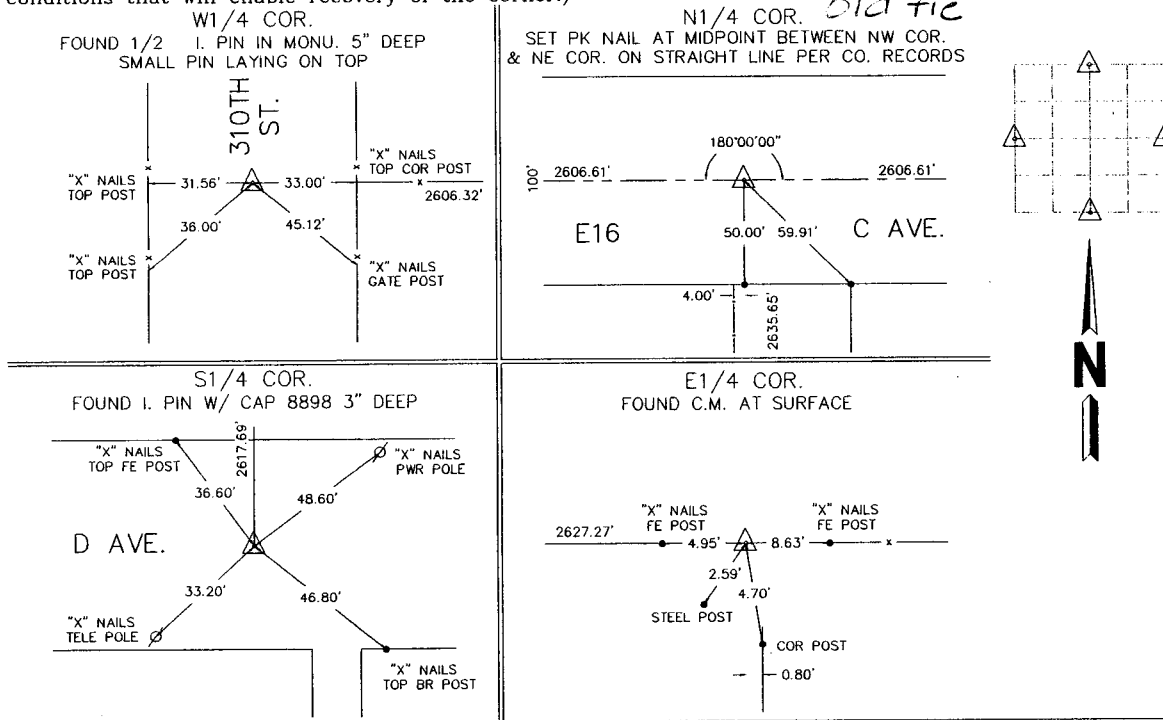 conditions that will enable recovery of the corner.)
old tie
W1/4 COR.
FOUND 1/2 I. PIN IN MONU. 5" DEEP
SMALL PIN LAYING ON TOP
310TH
ST.
"X" NAILS
TOP COR POST
"X" NAILS
TOP POST
31.56'
33.00'
2606.32'
36.00'
45.12'
"X" NAILS
TOP POST
"X" NAILS
GATE POST
N1/4 COR.
SET PK NAIL AT MIDPOINT BETWEEN NW COR.
& NE COR. ON STRAIGHT LINE PER CO. RECORDS
180°00'00"
100'
2606.61'
2606.61'
E16
50.00'
59.91'
C AVE.
4.00'
2635.65'
N
S1/4 COR.
FOUND I. PIN W/ CAP 8898 3" DEEP
"X" NAILS
TOP FE POST
2617.69'
"X" NAILS
PWR POLE
36.60'
48.60'
D AVE.
33.20'
46.80'
"X" NAILS
TELE POLE
"X" NAILS
TOP BR POST
E1/4 COR.
FOUND C.M. AT SURFACE
"X" NAILS
FE POST
"X" NAILS
FE POST
2627.27'
4.95'
8.63'
2.59'
4.70'
STEEL POST
COR POST
0.80'